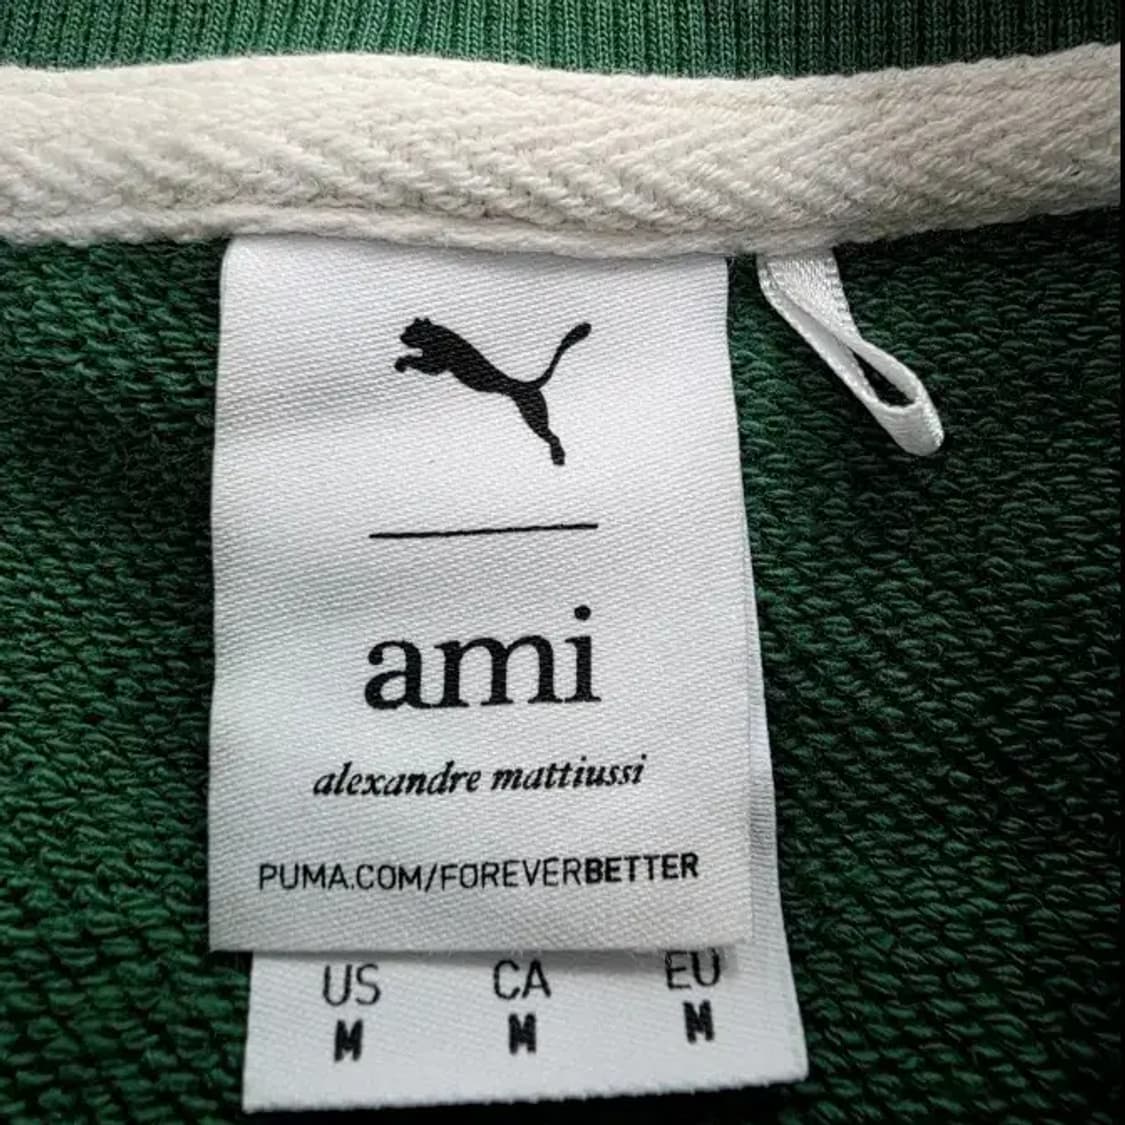 ami
alexandre mattiussi
PUMA.COM/FOREVERBETTER
US CA EU
M M M